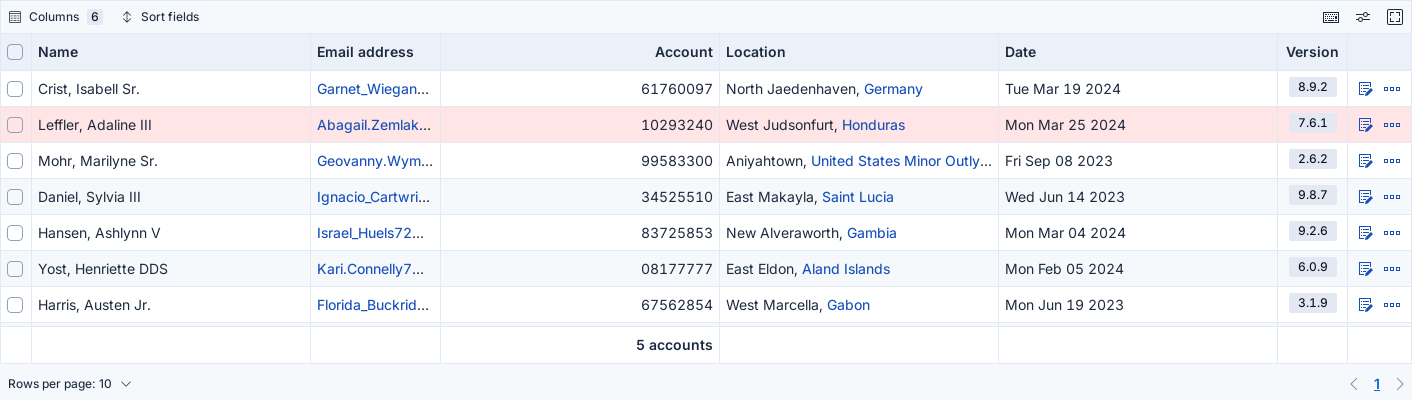 Columns 6 Sort fields
Name Email address Account Location Date Version
Crist, Isabell Sr. Garnet_Wiegan... 61760097 North Jaedenhaven, Germany Tue Mar 19 2024 8.9.2
Leffler, Adaline III Abagail.Zemlak... 10293240 West Judsonfurt, Honduras Mon Mar 25 2024 7.6.1
Mohr, Marilyne Sr. Geovanny.Wym... 99583300 Aniyahtown, United States Minor Outly... Fri Sep 08 2023 2.6.2
Daniel, Sylvia III Ignacio_Cartwri... 34525510 East Makayla, Saint Lucia Wed Jun 14 2023 9.8.7
Hansen, Ashlynn V Israel_Huels72... 83725853 New Alveraworth, Gambia Mon Mar 04 2024 9.2.6
Yost, Henriette DDS Kari.Connelly7... 08177777 East Eldon, Aland Islands Mon Feb 05 2024 6.0.9
Harris, Austen Jr. Florida_Buckrid... 67562854 West Marcella, Gabon Mon Jun 19 2023 3.1.9
5 accounts
Rows per page: 10 1